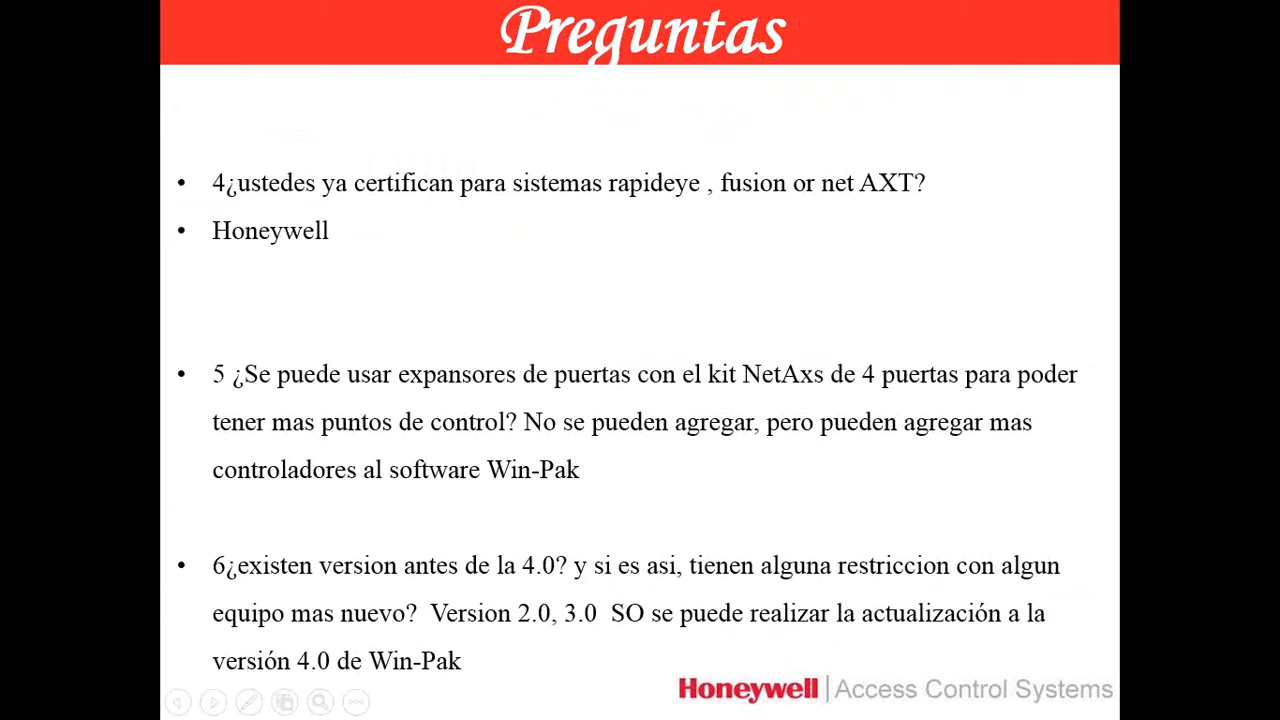 Preguntas
• 4¿ustedes ya certifican para sistemas rapideye , fusion or net AXT?
• Honeywell
• 5 ¿Se puede usar expansores de puertas con el kit NetAxs de 4 puertas para poder
tener mas puntos de control? No se pueden agregar, pero pueden agregar mas
controladores al software Win-Pak
• 6¿existen version antes de la 4.0? y si es asi, tienen alguna restriccion con algun
equipo mas nuevo?  Version 2.0, 3.0  SO se puede realizar la actualización a la
versión 4.0 de Win-Pak
Honeywell | Access Control Systems